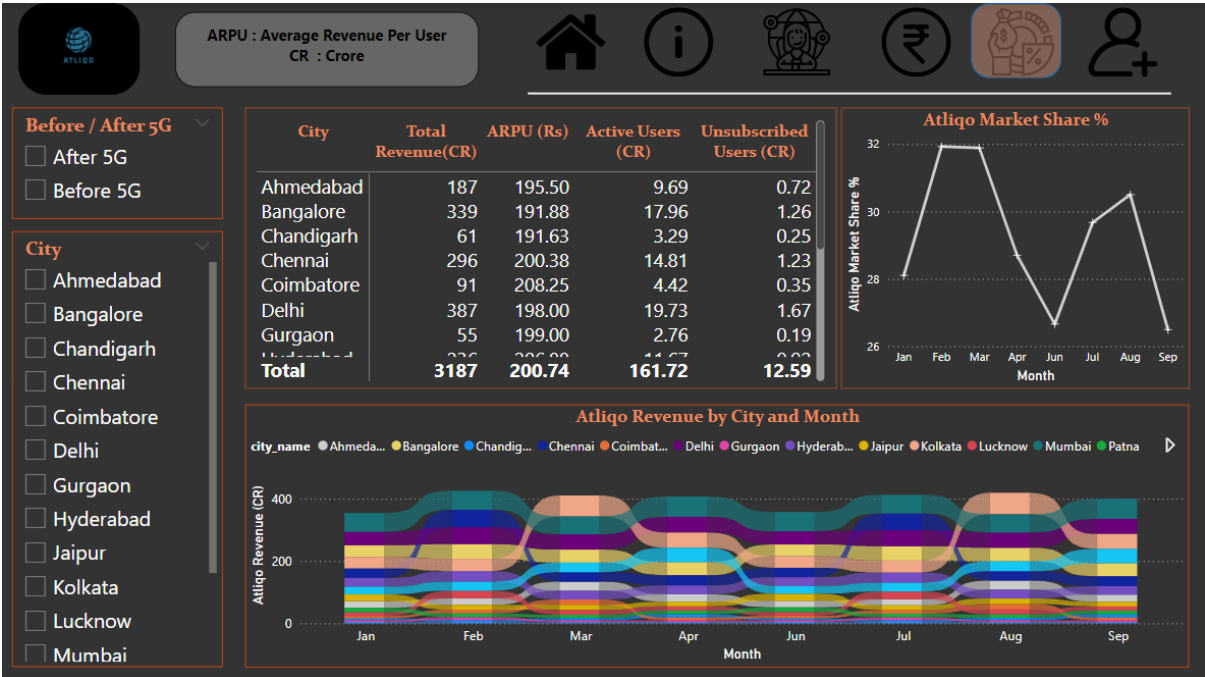 ATLIQO
ARPU : Average Revenue Per User
CR : Crore
Before / After 5G
After 5G
Before 5G
City
Ahmedabad
Bangalore
Chandigarh
Chennai
Coimbatore
Delhi
Gurgaon
Hyderabad
Jaipur
Kolkata
Lucknow
Mumbai
City Total Revenue(CR) ARPU (Rs) Active Users (CR) Unsubscribed Users (CR)
Ahmedabad 187 195.50 9.69 0.72
Bangalore 339 191.88 17.96 1.26
Chandigarh 61 191.63 3.29 0.25
Chennai 296 200.38 14.81 1.23
Coimbatore 91 208.25 4.42 0.35
Delhi 387 198.00 19.73 1.67
Gurgaon 55 199.00 2.76 0.19
Total 3187 200.74 161.72 12.59
Atliqo Market Share %
Atliqo Market Share %
32
30
28
26
Jan Feb Mar Apr Jun Jul Aug Sep
Month
Atliqo Revenue by City and Month
city_name Ahmeda... Bangalore Chandig... Chennai Coimbat... Delhi Gurgaon Hyderab... Jaipur Kolkata Lucknow Mumbai Patna
Atliqo Revenue (CR)
400
200
0
Jan Feb Mar Apr Jun Jul Aug Sep
Month